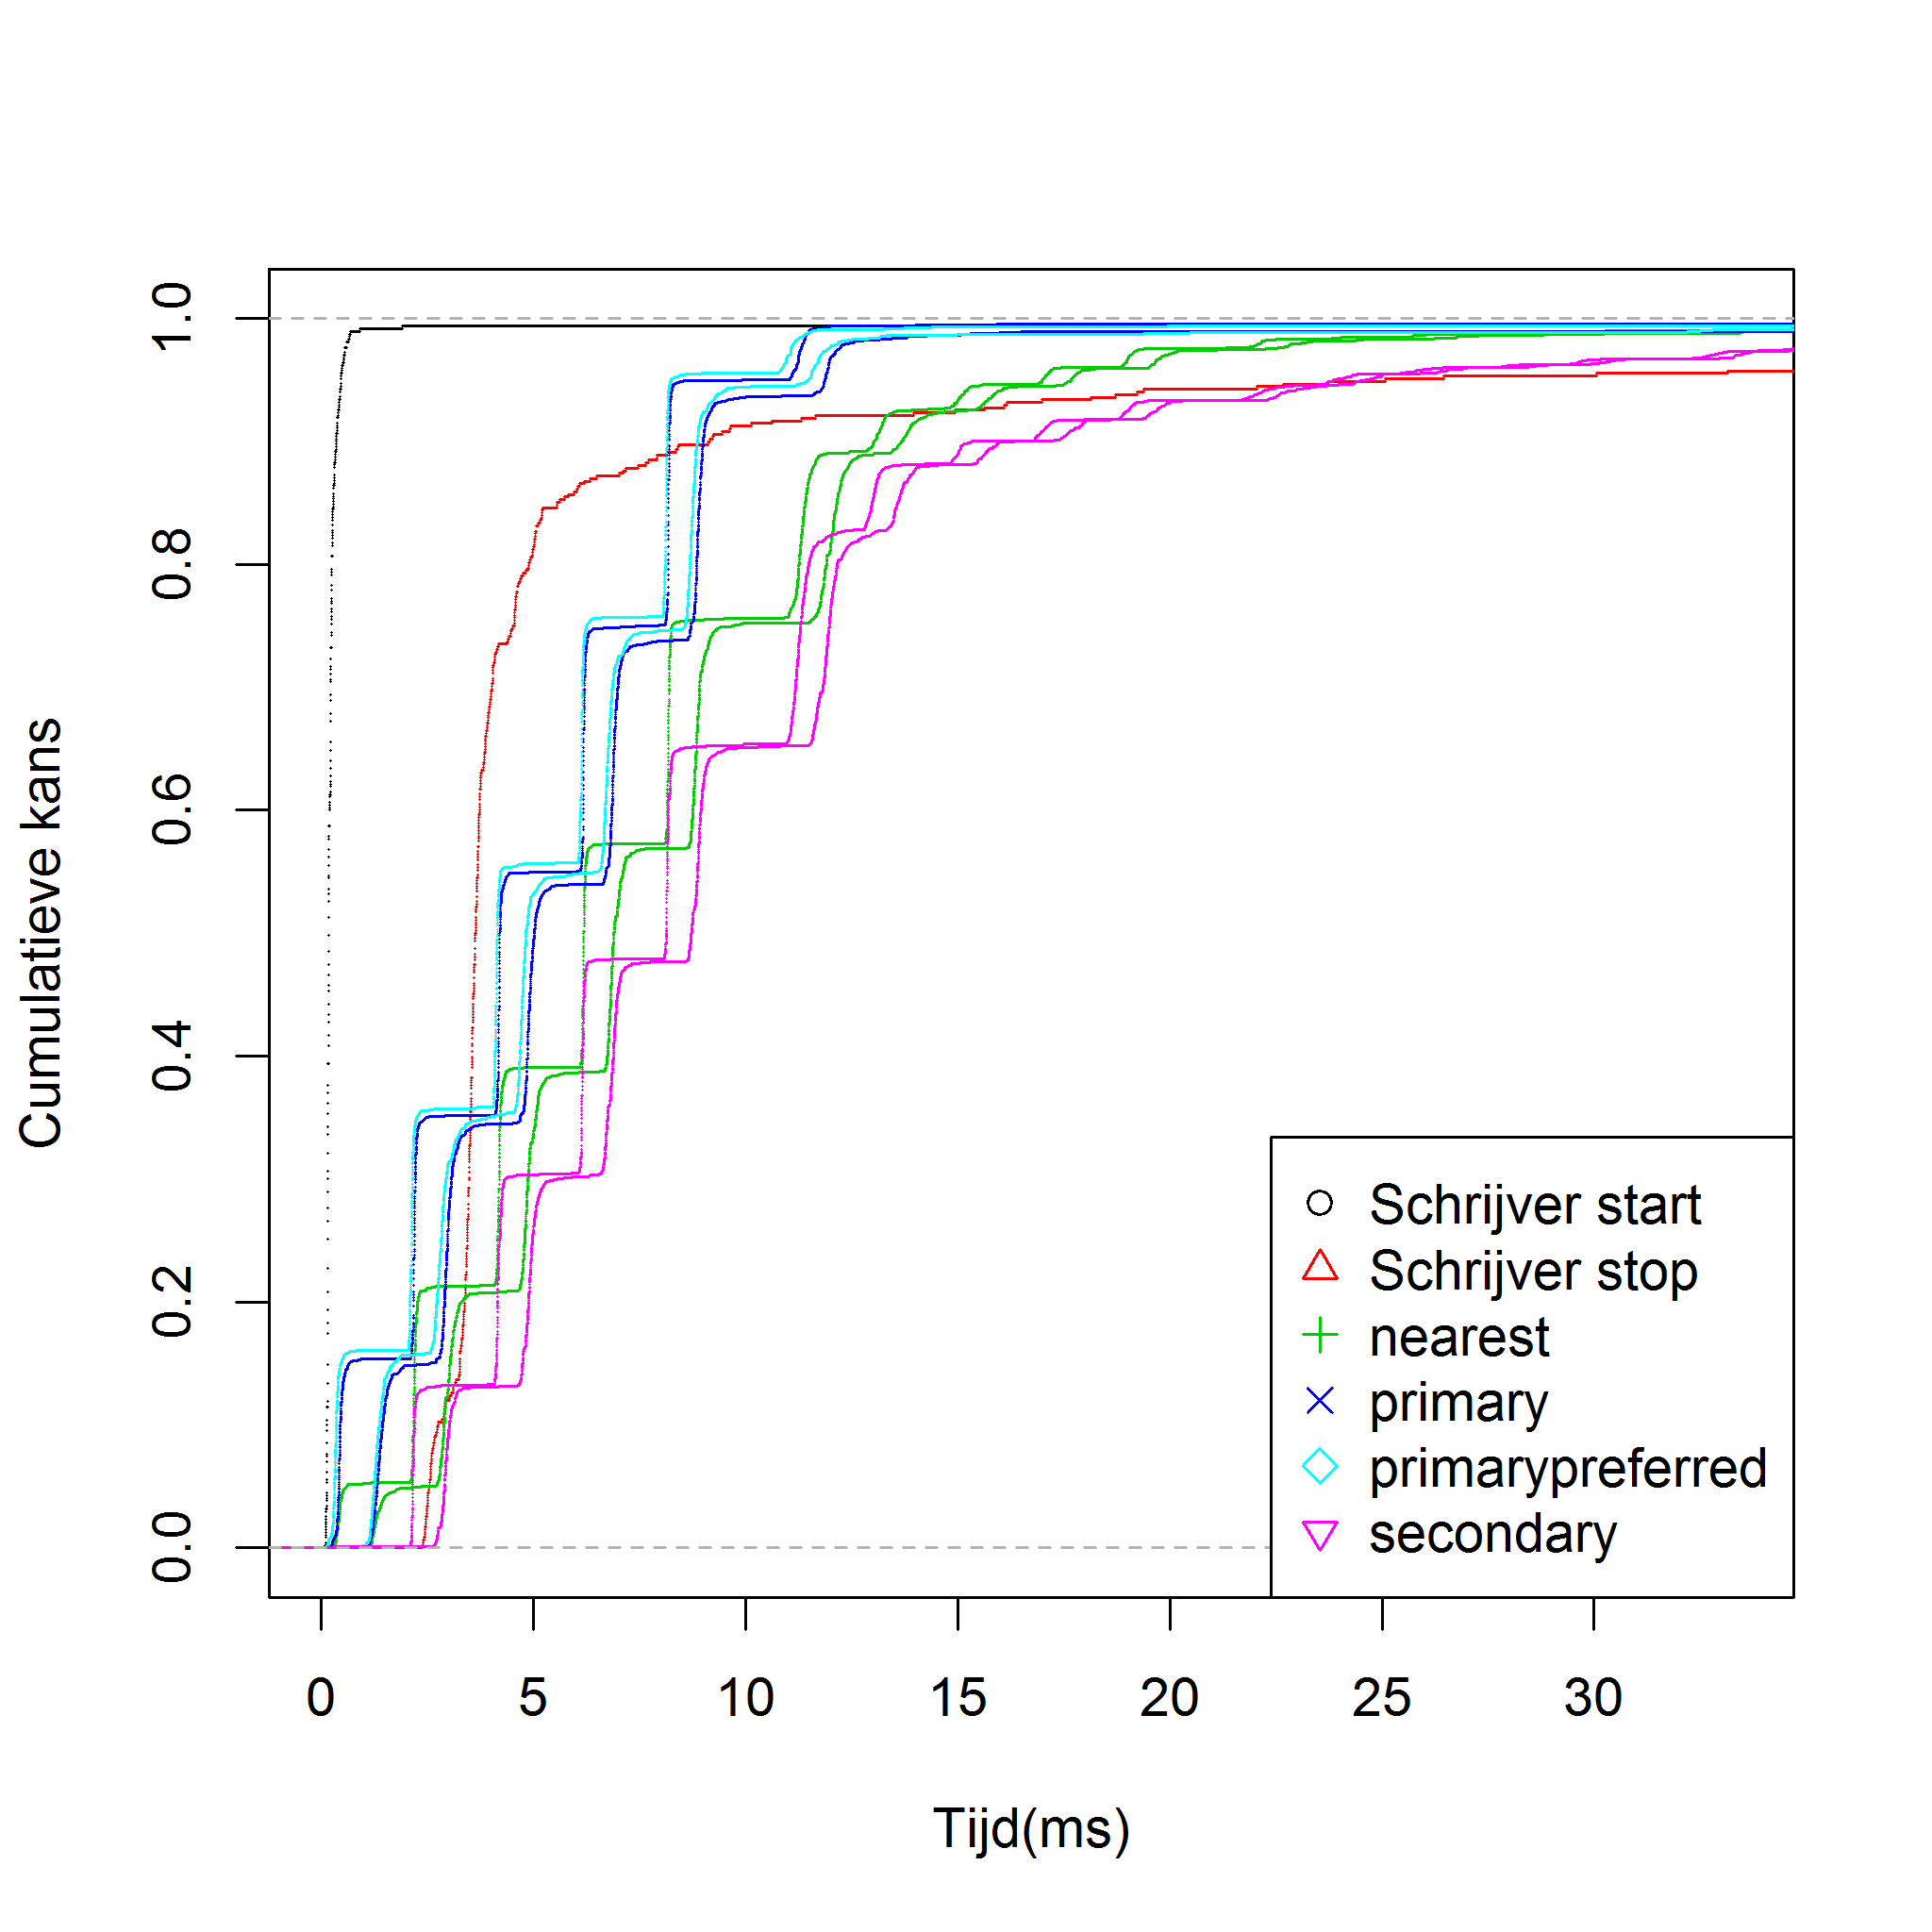 Cumulatieve kans
1.0
0.8
0.6
0.4
0.2
0.0
Schrijver start
Schrijver stop
nearest
primary
primarypreferred
secondary
0 5 10 15 20 25 30
Tijd(ms)